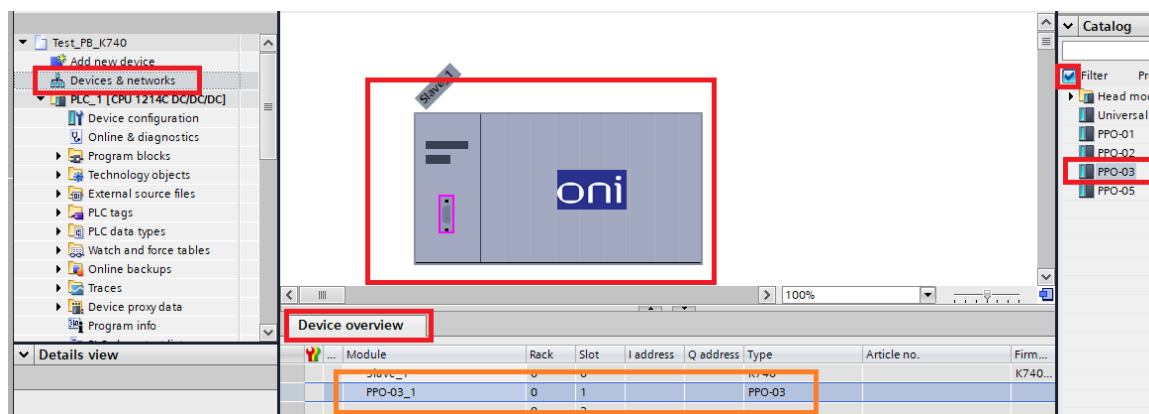 Test_PB_K740
Add new device
Devices & networks
PLC_1 [CPU 1214C DC/DC/DC]
Device configuration
Online & diagnostics
Program blocks
Technology objects
External source files
PLC tags
PLC data types
Watch and force tables
Online backups
Traces
Device proxy data
Program info
Details view
Slave_1
oni
100%
Device overview
... Module Rack Slot I address Q address Type Article no. Firm...
Slave_1 0 0 K740 K740...
PPO-03_1 0 1 PPO-03
0 2
Catalog
Filter Pr
Head mod
Universal
PPO-01
PPO-02
PPO-03
PPO-05